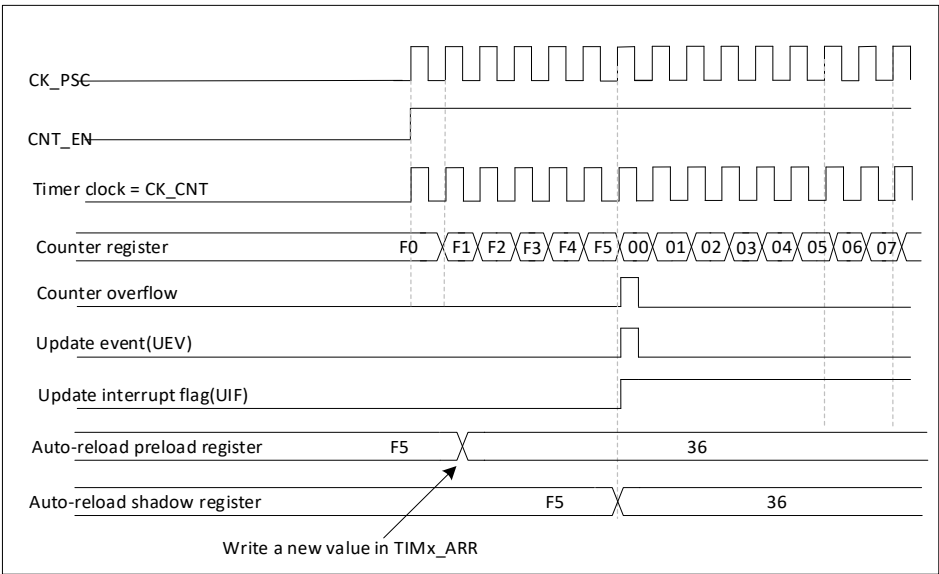 CK_PSC
CNT_EN
Timer clock = CK_CNT
Counter register F0 F1 F2 F3 F4 F5 00 01 02 03 04 05 06 07
Counter overflow
Update event(UEV)
Update interrupt flag(UIF)
Auto-reload preload register F5 36
Auto-reload shadow register F5 36
Write a new value in TIMx_ARR